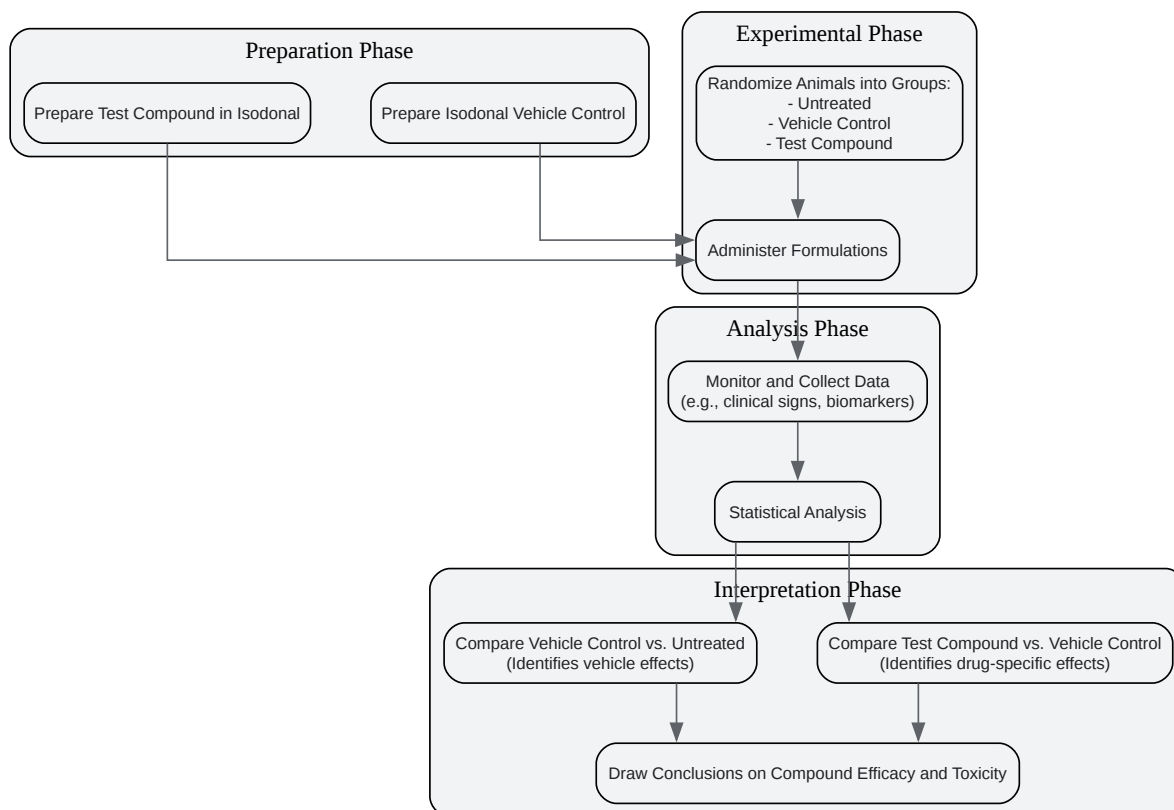 Preparation Phase
Prepare Test Compound in Isodonal
Prepare Isodonal Vehicle Control
Experimental Phase
Randomize Animals into Groups:
- Untreated
- Vehicle Control
- Test Compound
Administer Formulations
Analysis Phase
Monitor and Collect Data
(e.g., clinical signs, biomarkers)
Statistical Analysis
Interpretation Phase
Compare Vehicle Control vs. Untreated
(Identifies vehicle effects)
Compare Test Compound vs. Vehicle Control
(Identifies drug-specific effects)
Draw Conclusions on Compound Efficacy and Toxicity